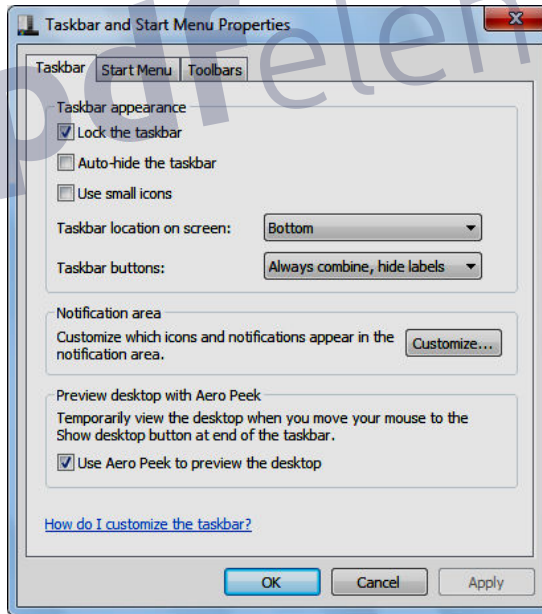 Taskbar and Start Menu Properties
Taskbar Start Menu Toolbars
Taskbar appearance
Lock the taskbar
Auto-hide the taskbar
Use small icons
Taskbar location on screen: Bottom
Taskbar buttons: Always combine, hide labels
Notification area
Customize which icons and notifications appear in the
notification area.
Customize...
Preview desktop with Aero Peek
Temporarily view the desktop when you move your mouse to the
Show desktop button at end of the taskbar.
Use Aero Peek to preview the desktop
How do I customize the taskbar?
OK Cancel Apply
pdfelem